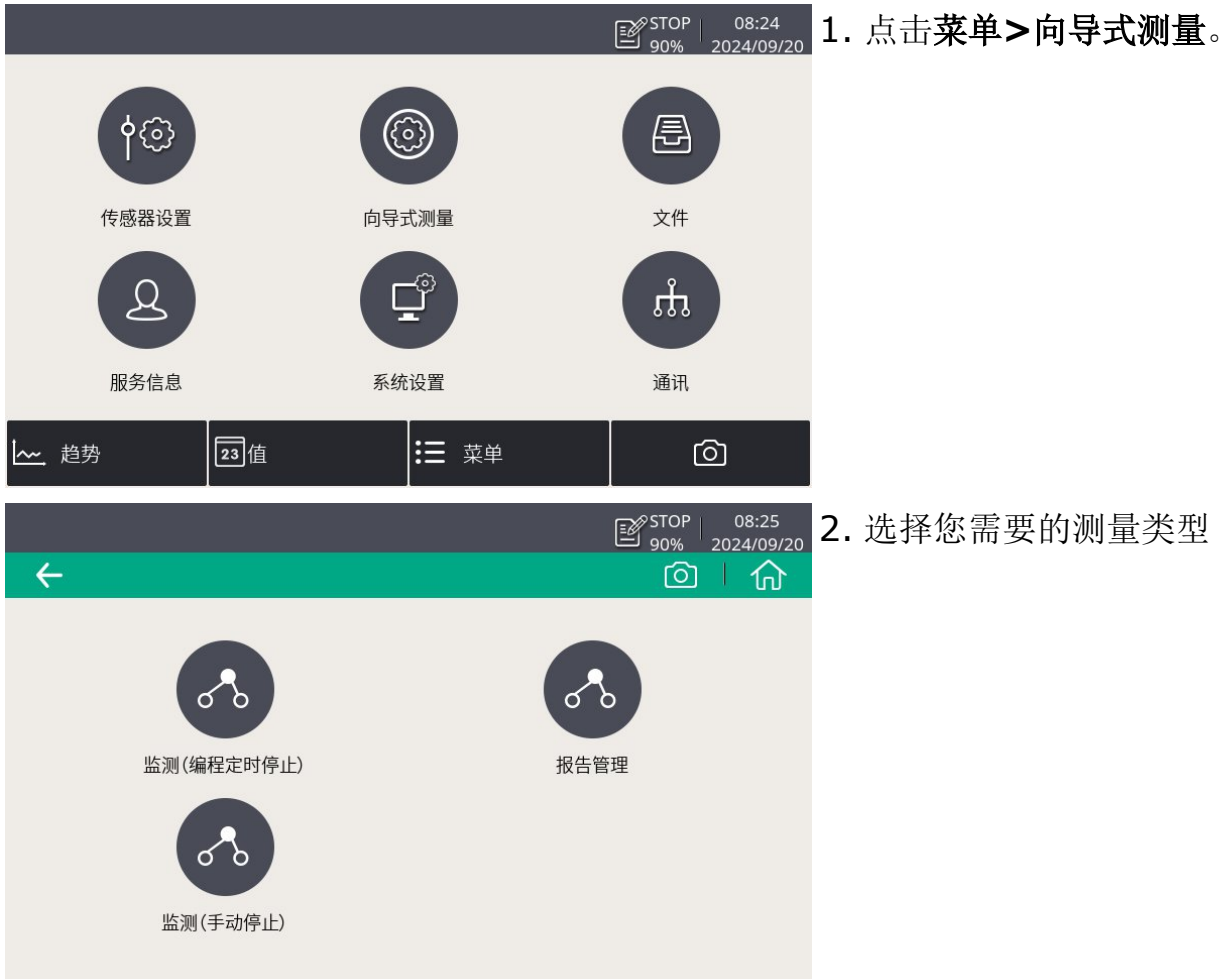 STOP 08:24
90% 2024/09/20
1. 点击菜单>向导式测量。
传感器设置 向导式测量 文件
服务信息 系统设置 通讯
趋势 23 值 菜单
STOP 08:25
90% 2024/09/20
2. 选择您需要的测量类型
监测(编程定时停止) 报告管理
监测(手动停止)